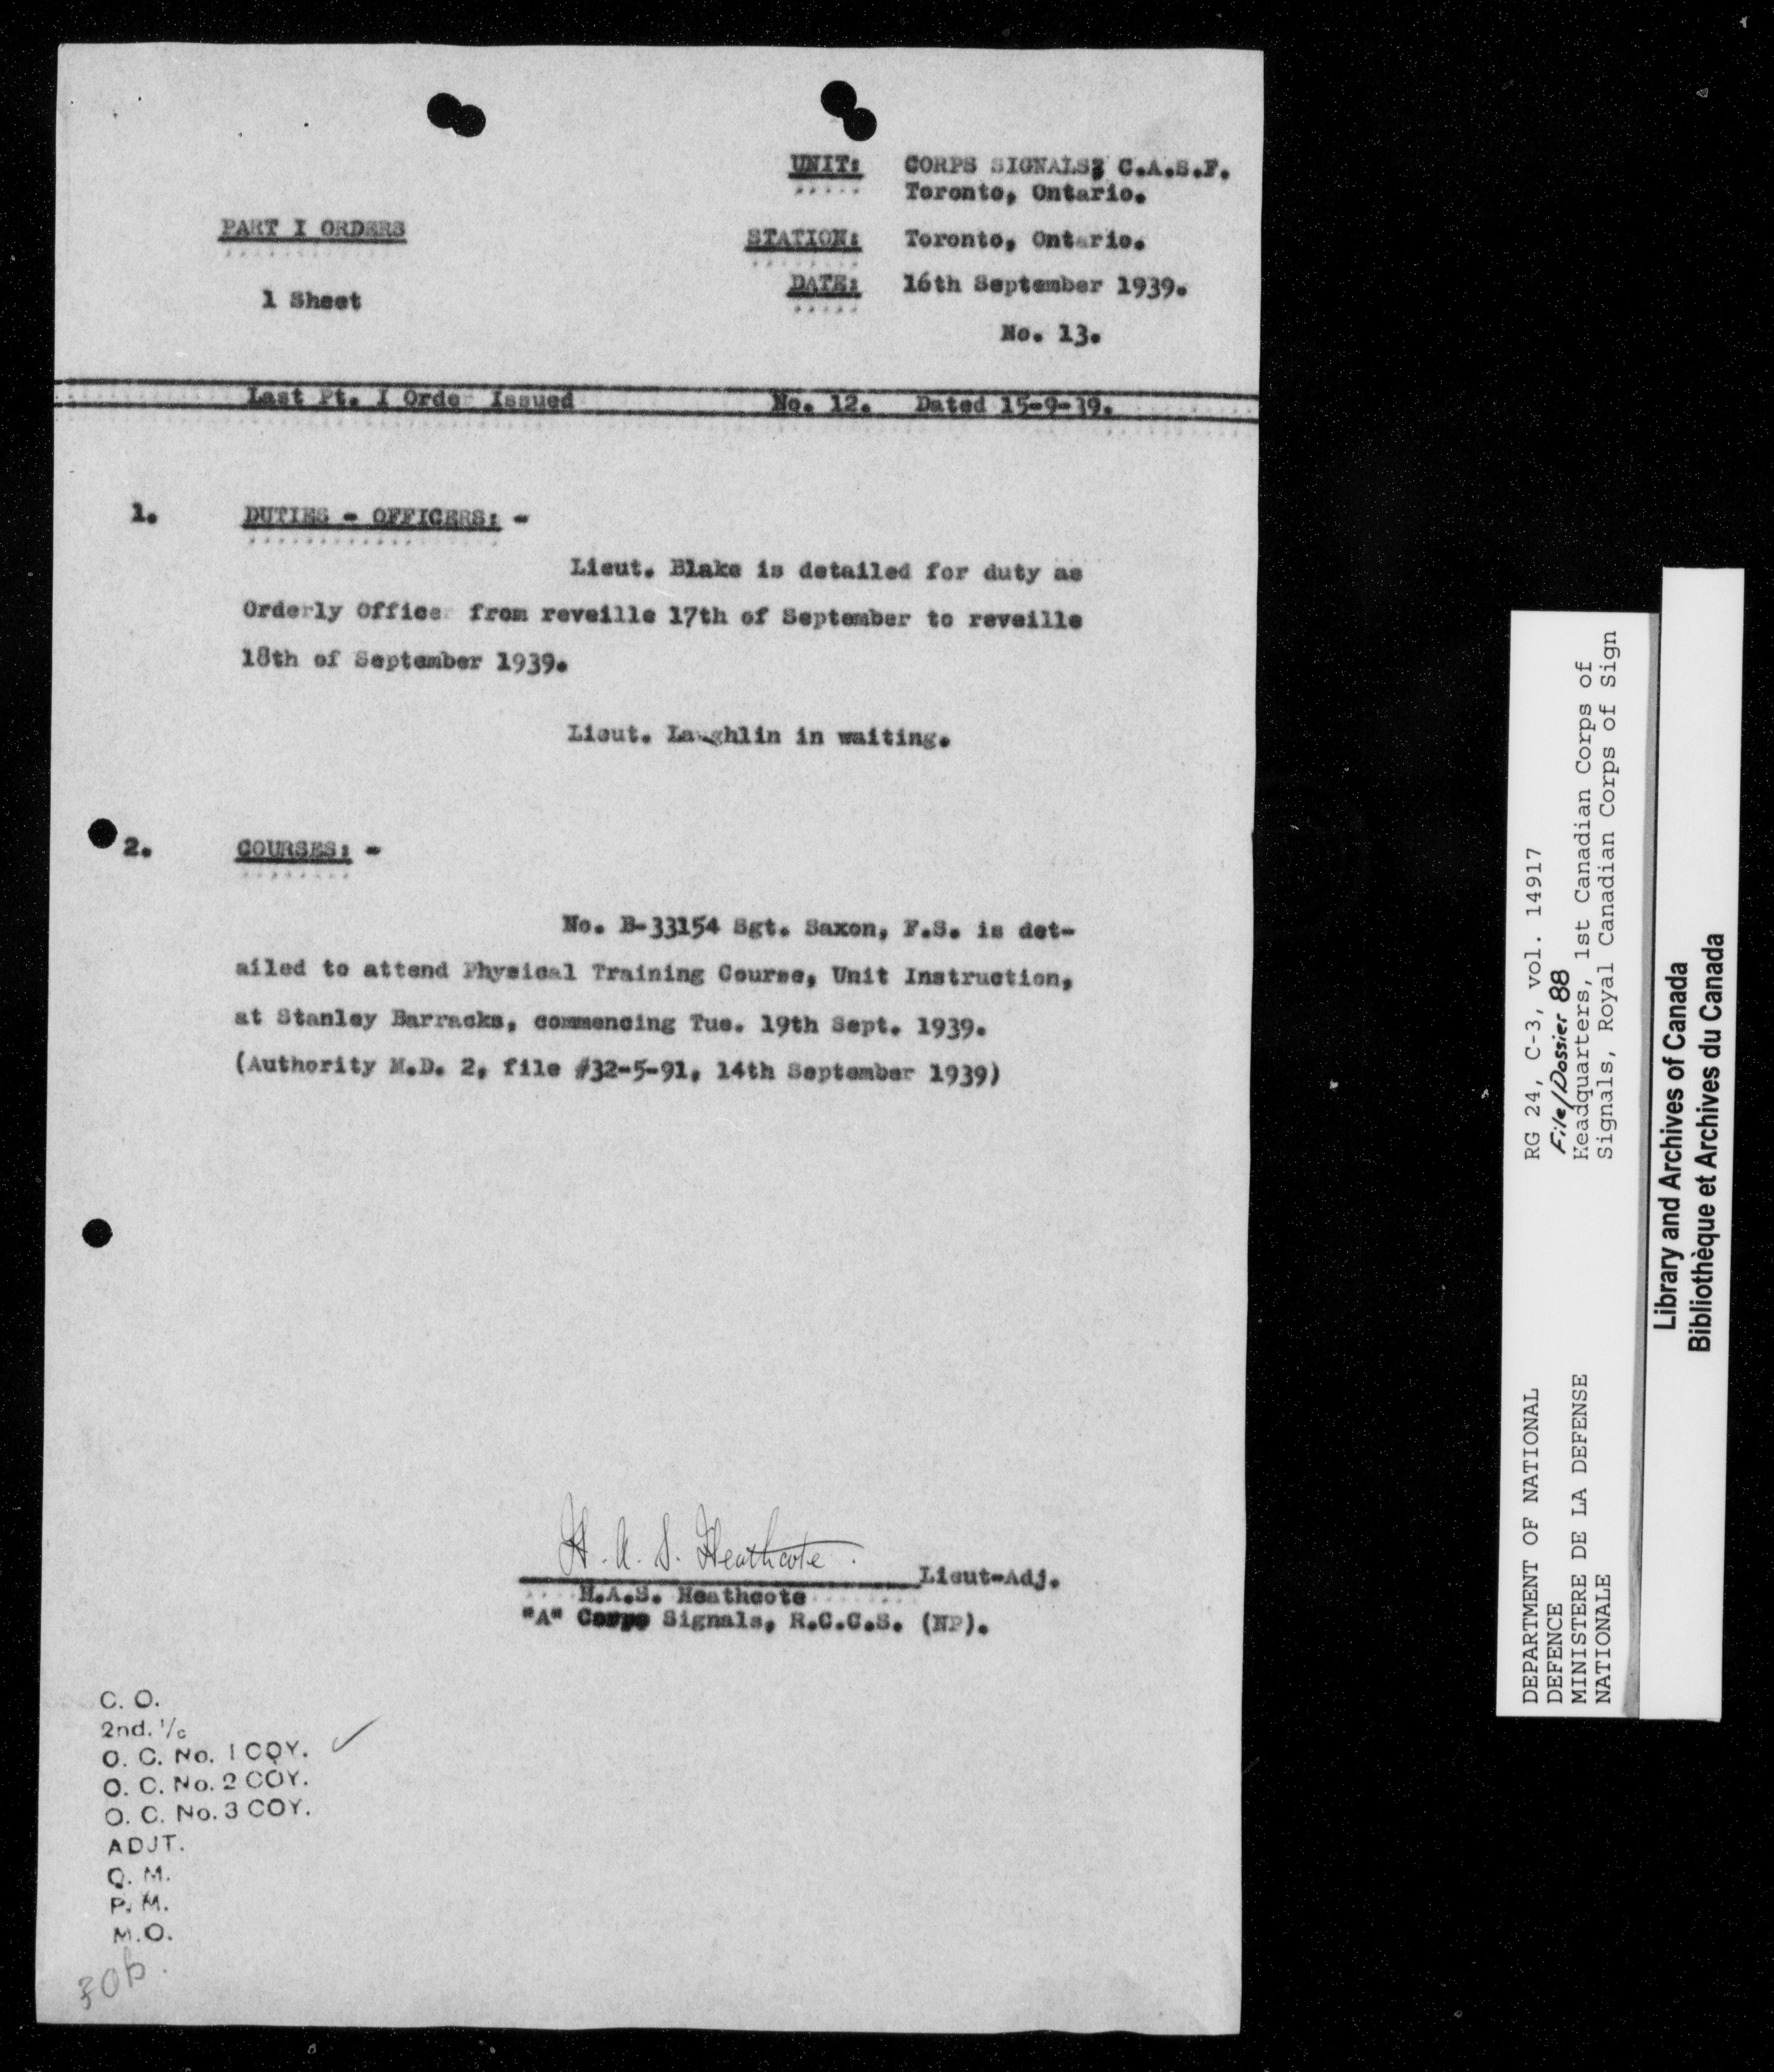 UNIT: CORPS SIGNALS, C.A.S.F.
Toronto, Ontario.
PART I ORDERS
STATION: Toronto, Ontario.
1 Sheet
DATE: 16th September 1939.
No. 13.
Last Pt. I Order Issued No. 12. Dated 15-9-39.
1. DUTIES - OFFICERS: -
Lieut. Blake is detailed for duty as
Orderly Officer from reveille 17th of September to reveille
18th of September 1939.
Lieut. Laughlin in waiting.
2. COURSES: -
No. B-33154 Sgt. Saxon, F.S. is det-
ailed to attend Physical Training Course, Unit Instruction,
at Stanley Barracks, commencing Tue. 19th Sept. 1939.
(Authority M.D. 2, file #32-5-91, 14th September 1939)
H.A.S. Heathcote
Lieut-Adj.
H.A.S. Heathcote
"A" Corps Signals, R.C.C.S. (NP).
C. O.
2nd. 1/c
O. C. No. 1 COY.
O. C. No. 2 COY.
O. C. No. 3 COY.
ADJT.
Q. M.
P. M.
M.O.
DEPARTMENT OF NATIONAL
DEFENCE
MINISTERE DE LA DEFENSE
NATIONALE
RG 24, C-3, vol. 14917
File/Dossier 88
Headquarters, 1st Canadian Corps of
Signals, Royal Canadian Corps of Sign
Library and Archives of Canada
Bibliothèque et Archives du Canada